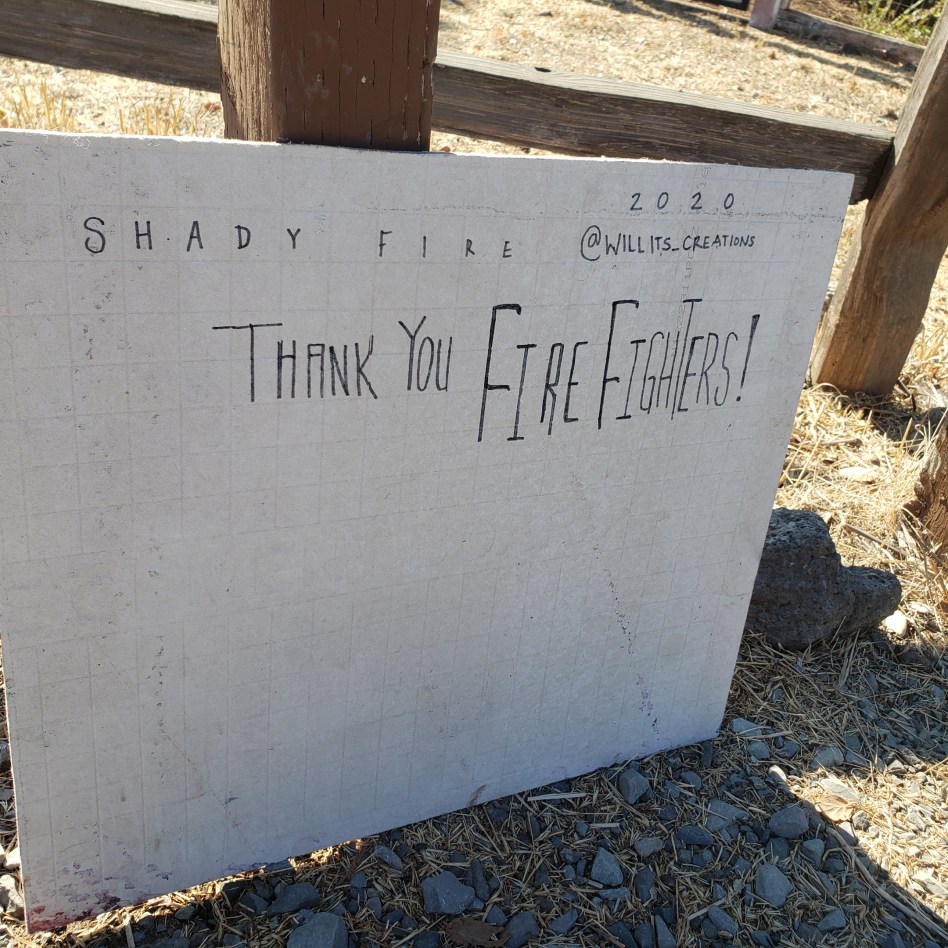 2020
SHADY FIRE @WILLITS_CREATIONS
THANK YOU FIRE FIGHTERS!